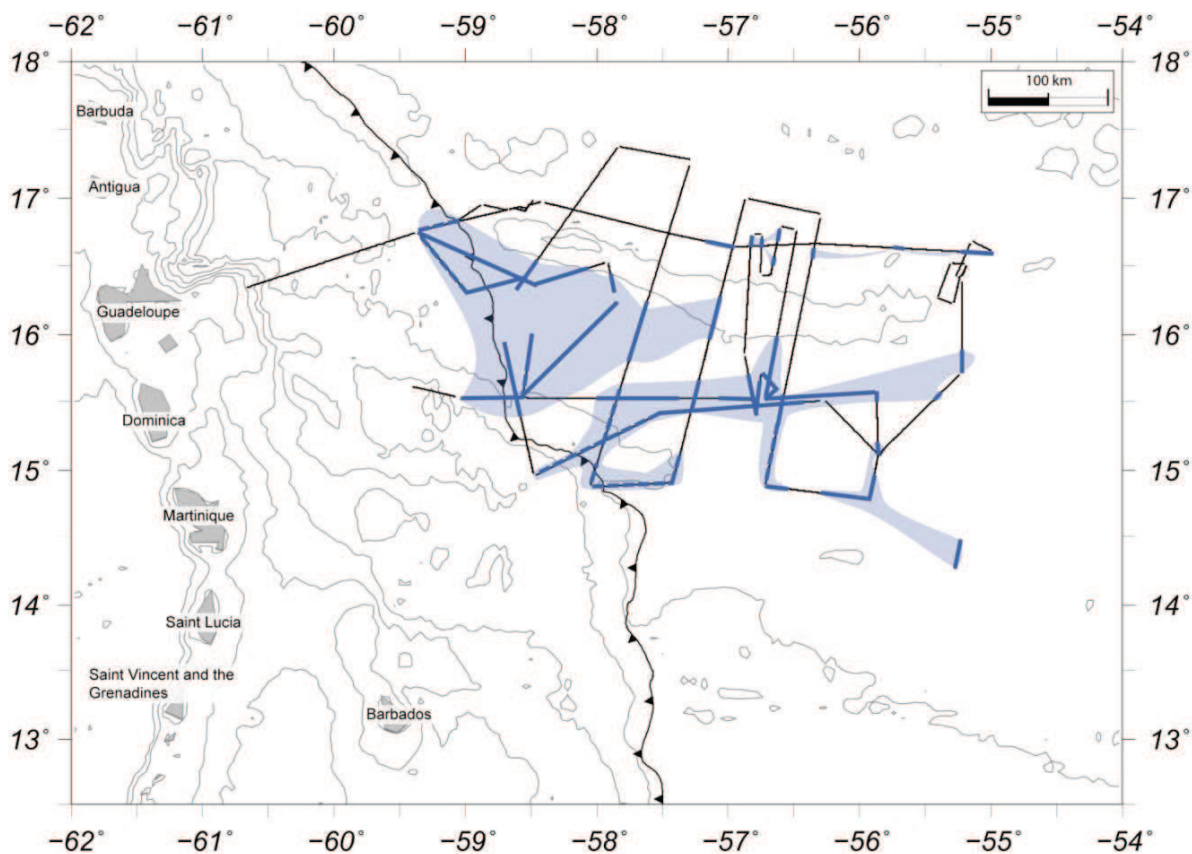 −62˚ −61˚ −60˚ −59˚ −58˚ −57˚ −56˚ −55˚ −54˚
18˚ 18˚
100 km
Barbuda
Antigua
17˚ 17˚
Guadeloupe
16˚ 16˚
Dominica
15˚ 15˚
Martinique
14˚ 14˚
Saint Lucia
Saint Vincent and the
Grenadines
Barbados
13˚ 13˚
−62˚ −61˚ −60˚ −59˚ −58˚ −57˚ −56˚ −55˚ −54˚